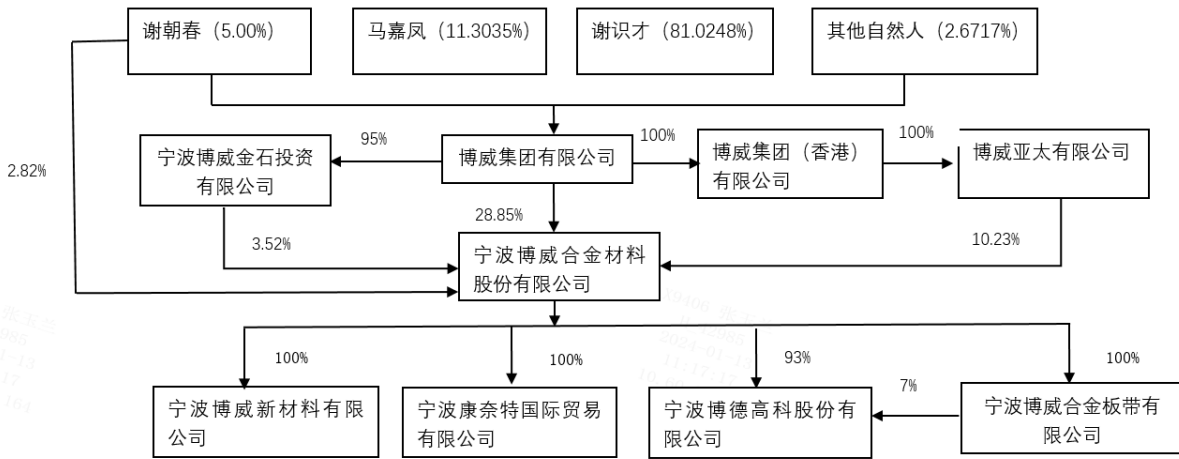 谢朝春（5.00%）
马嘉凤（11.3035%）
谢识才（81.0248%）
其他自然人（2.6717%）
2.82%
宁波博威金石投资
有限公司
95%
博威集团有限公司
100%
博威集团（香港）
有限公司
100%
博威亚太有限公司
3.52%
28.85%
10.23%
宁波博威合金材料
股份有限公司
100%
100%
93%
100%
宁波博威新材料有限
公司
宁波康奈特国际贸易
有限公司
宁波博德高科股份有
限公司
7%
宁波博威合金板带有
限公司